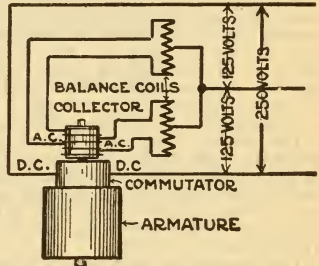 125 VOLTS
125 VOLTS
250 VOLTS
BALANCE COILS
COLLECTOR
A.C.
A.C.
D.C.
D.C
COMMUTATOR
ARMATURE